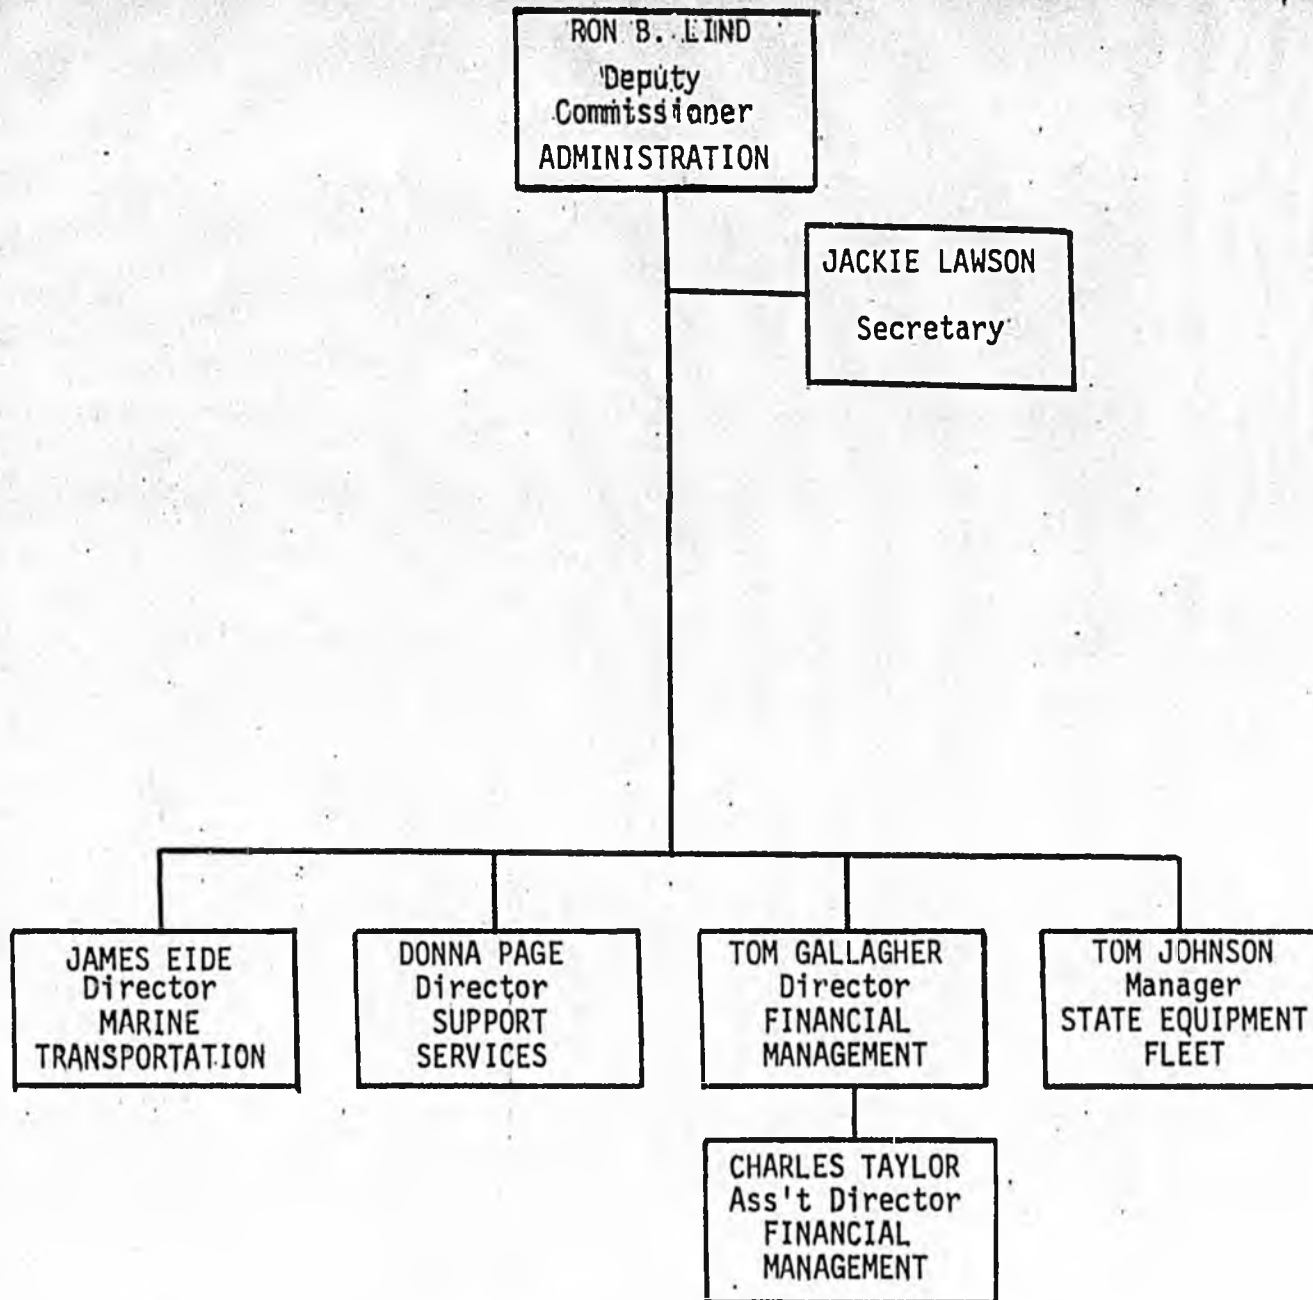 RON B. LIND
Deputy
Commissioner
ADMINISTRATION
JACKIE LAWSON
Secretary
JAMES EIDE
Director
MARINE
TRANSPORTATION
DONNA PAGE
Director
SUPPORT
SERVICES
TOM GALLAGHER
Director
FINANCIAL
MANAGEMENT
TOM JOHNSON
Manager
STATE EQUIPMENT
FLEET
CHARLES TAYLOR
Ass't Director
FINANCIAL
MANAGEMENT